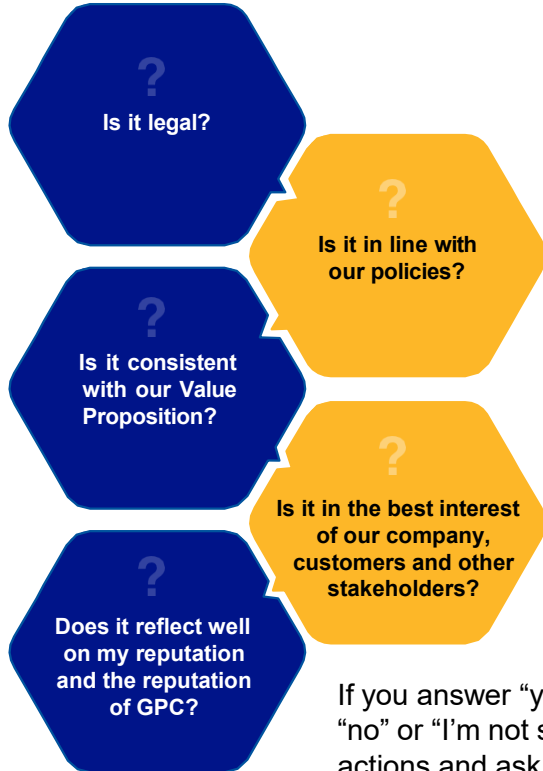 ?
Is it legal?
?
Is it in line with
our policies?
?
Is it consistent
with our Value
Proposition?
?
Is it in the best interest
of our company,
customers and other
stakeholders?
?
Does it reflect well
on my reputation
and the reputation
of GPC?
If you answer “y
“no” or “I’m not s
actions and ask